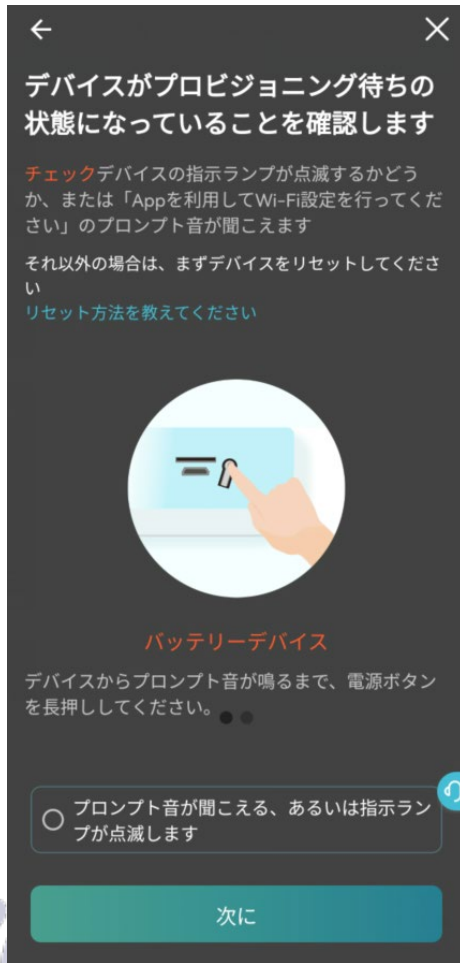 デバイスがプロビジョニング待ちの
状態になっていることを確認します
チェックデバイスの指示ランプが点滅するかどう
か、または「Appを利用してWi-Fi設定を行ってくだ
さい」のプロンプト音が聞こえます
それ以外の場合は、まずデバイスをリセットしてくださ
い
リセット方法を教えてください
バッテリーデバイス
デバイスからプロンプト音が鳴るまで、電源ボタン
を長押ししてください。
プロンプト音が聞こえる、あるいは指示ラン
プが点滅します
次に